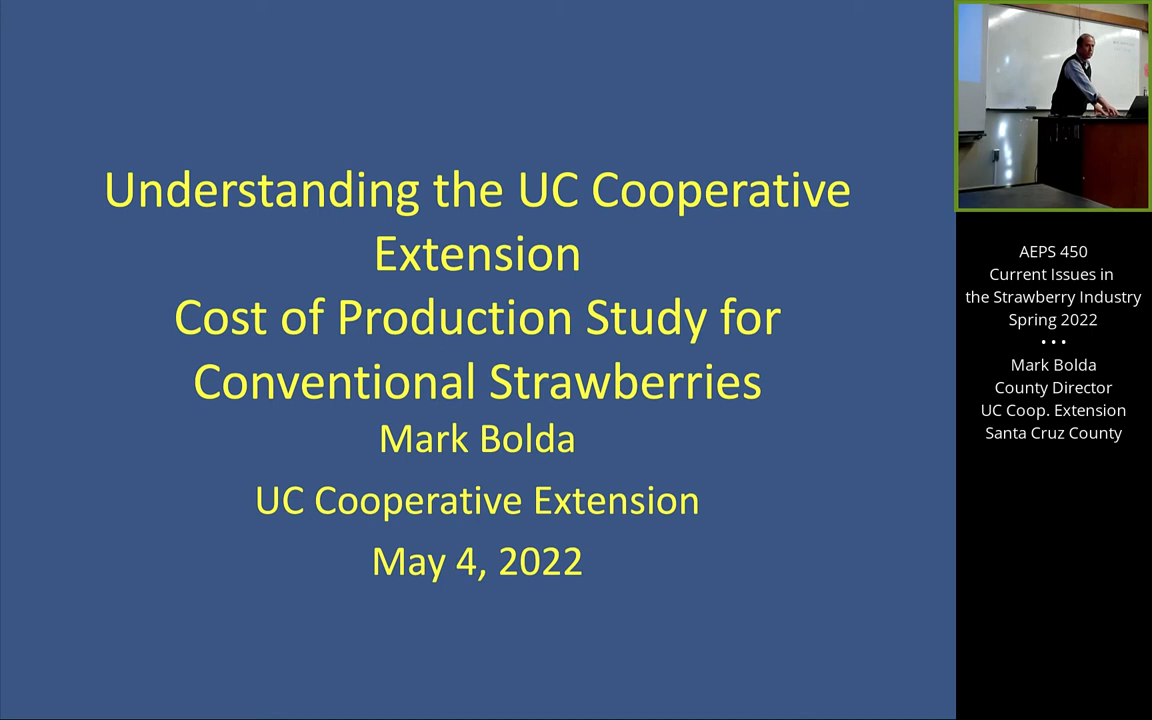 Understanding the UC Cooperative
Extension
Cost of Production Study for
Conventional Strawberries
Mark Bolda
UC Cooperative Extension
May 4, 2022
AEPS 450
Current Issues in
the Strawberry Industry
Spring 2022
• • •
Mark Bolda
County Director
UC Coop. Extension
Santa Cruz County